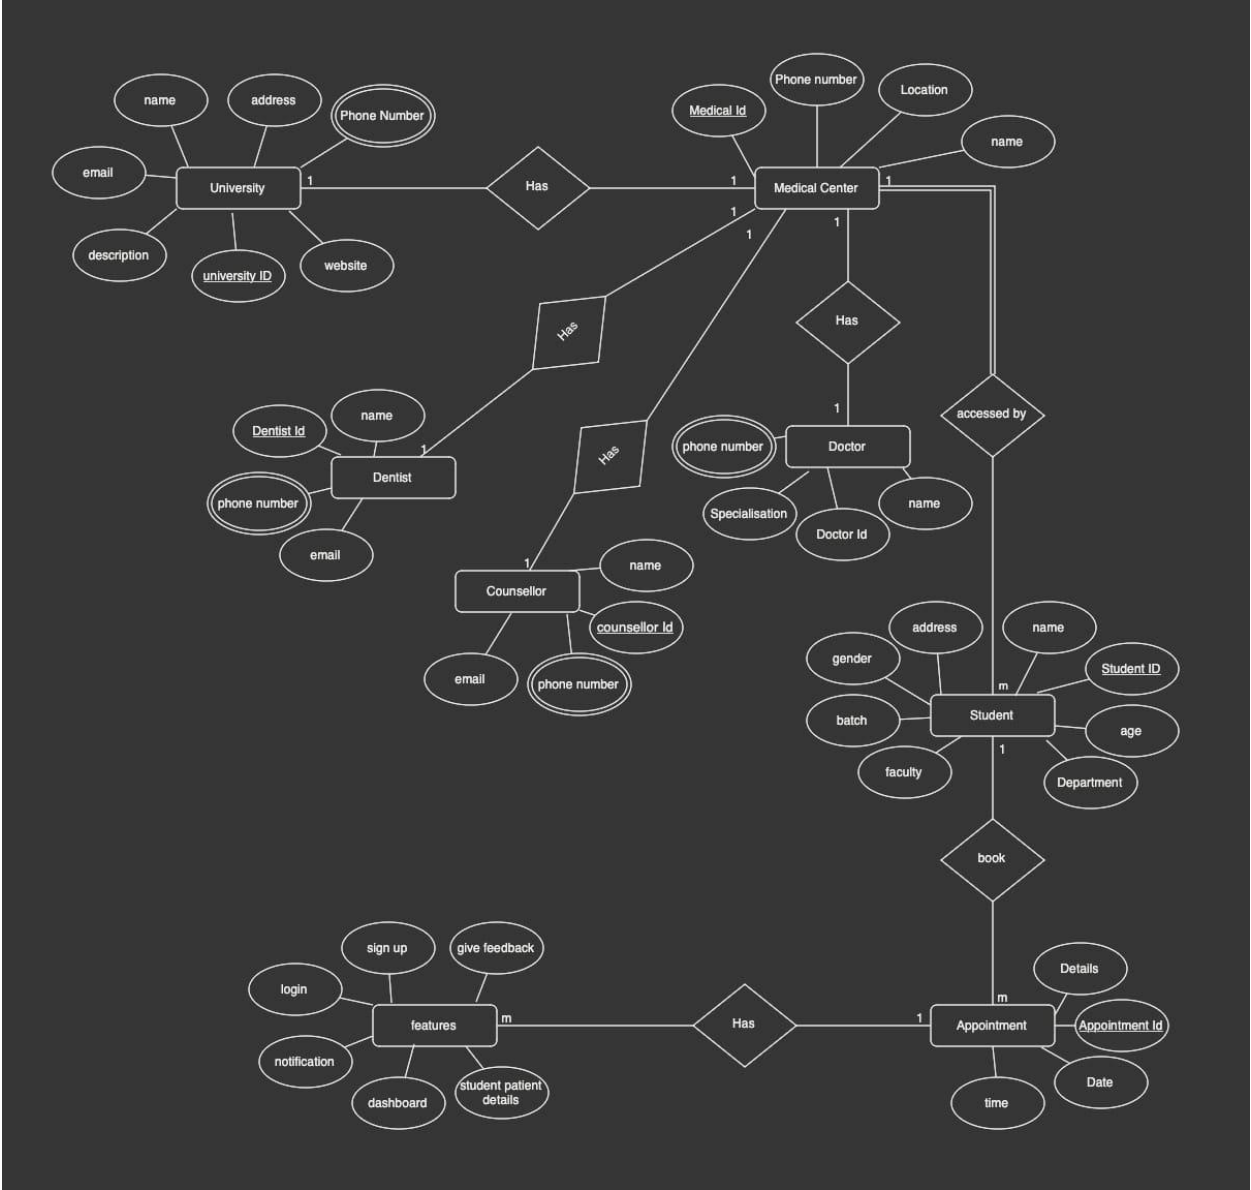 name
address
Phone Number
email
University
description
university ID
website
1
Has
1
Medical Id
Phone number
Location
name
Medical Center
1
1
1
1
Has
1
Has
1
Has
1
accessed by
m
Dentist Id
name
Dentist
phone number
email
Counsellor
name
counsellor Id
email
phone number
phone number
Doctor
Specialisation
Doctor Id
name
address
name
gender
Student ID
batch
Student
age
faculty
Department
1
book
m
sign up
give feedback
login
features
notification
dashboard
student patient
details
m
Has
1
Details
Appointment
Appointment Id
Date
time